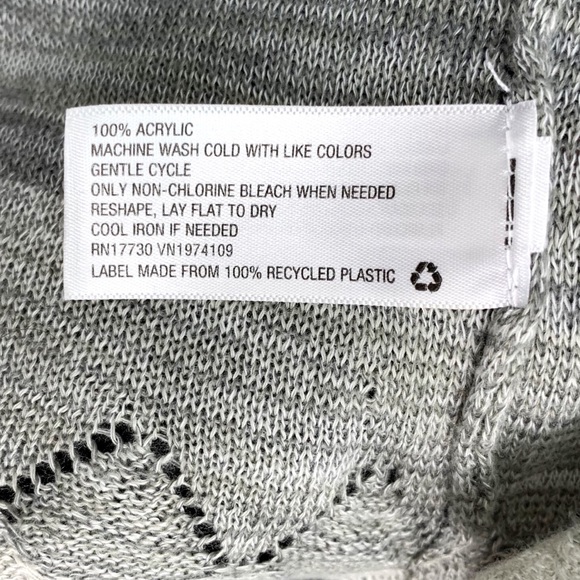 100% ACRYLIC
MACHINE WASH COLD WITH LIKE COLORS
GENTLE CYCLE
ONLY NON-CHLORINE BLEACH WHEN NEEDED
RESHAPE, LAY FLAT TO DRY
COOL IRON IF NEEDED
RN17730 VN1974109
LABEL MADE FROM 100% RECYCLED PLASTIC